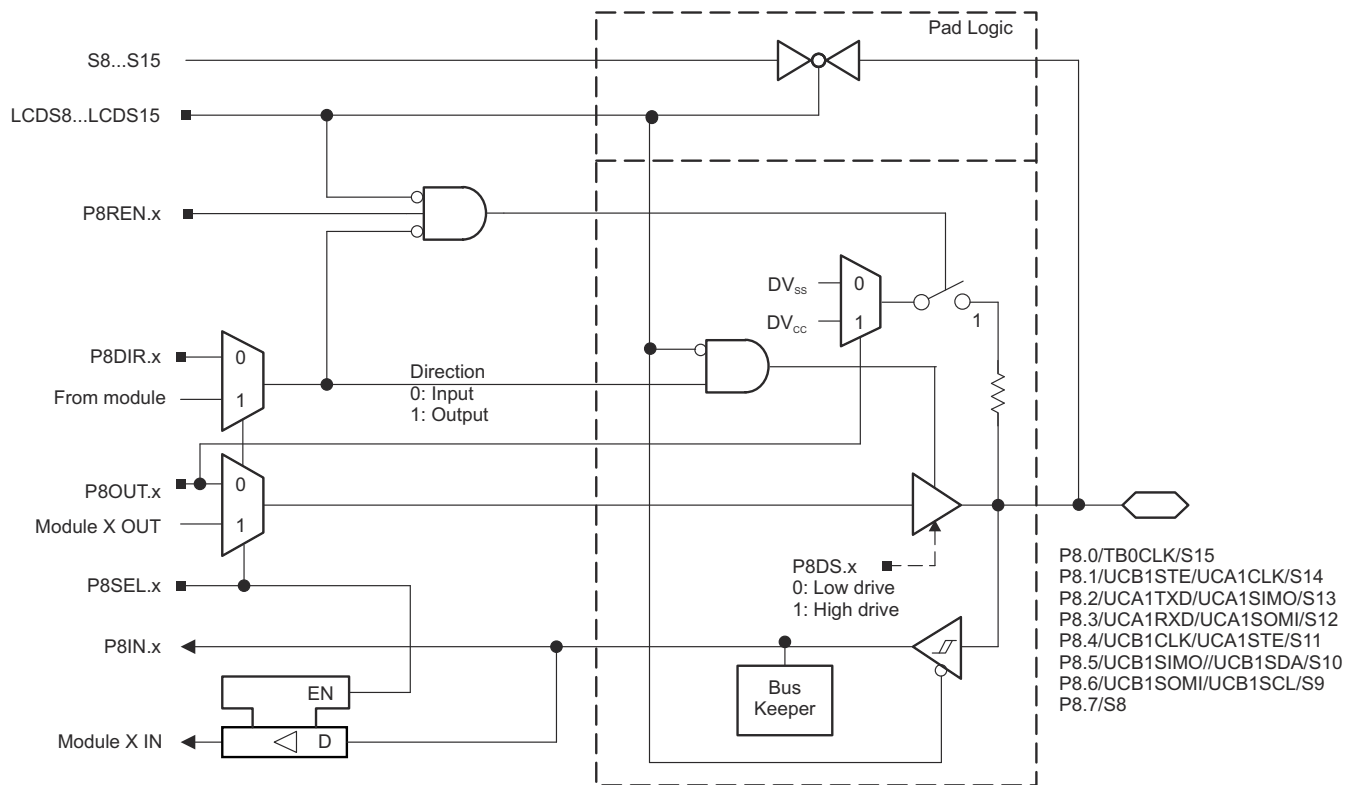 Pad Logic
S8...S15
LCDS8...LCDS15
P8REN.x
DVSS
0
DVCC
1
1
P8DIR.x
0
From module
1
Direction
0: Input
1: Output
P8OUT.x
0
Module X OUT
1
P8SEL.x
P8DS.x
0: Low drive
1: High drive
P8IN.x
EN
Bus
Keeper
Module X IN
D
P8.0/TB0CLK/S15
P8.1/UCB1STE/UCA1CLK/S14
P8.2/UCA1TXD/UCA1SIMO/S13
P8.3/UCA1RXD/UCA1SOMI/S12
P8.4/UCB1CLK/UCA1STE/S11
P8.5/UCB1SIMO//UCB1SDA/S10
P8.6/UCB1SOMI/UCB1SCL/S9
P8.7/S8